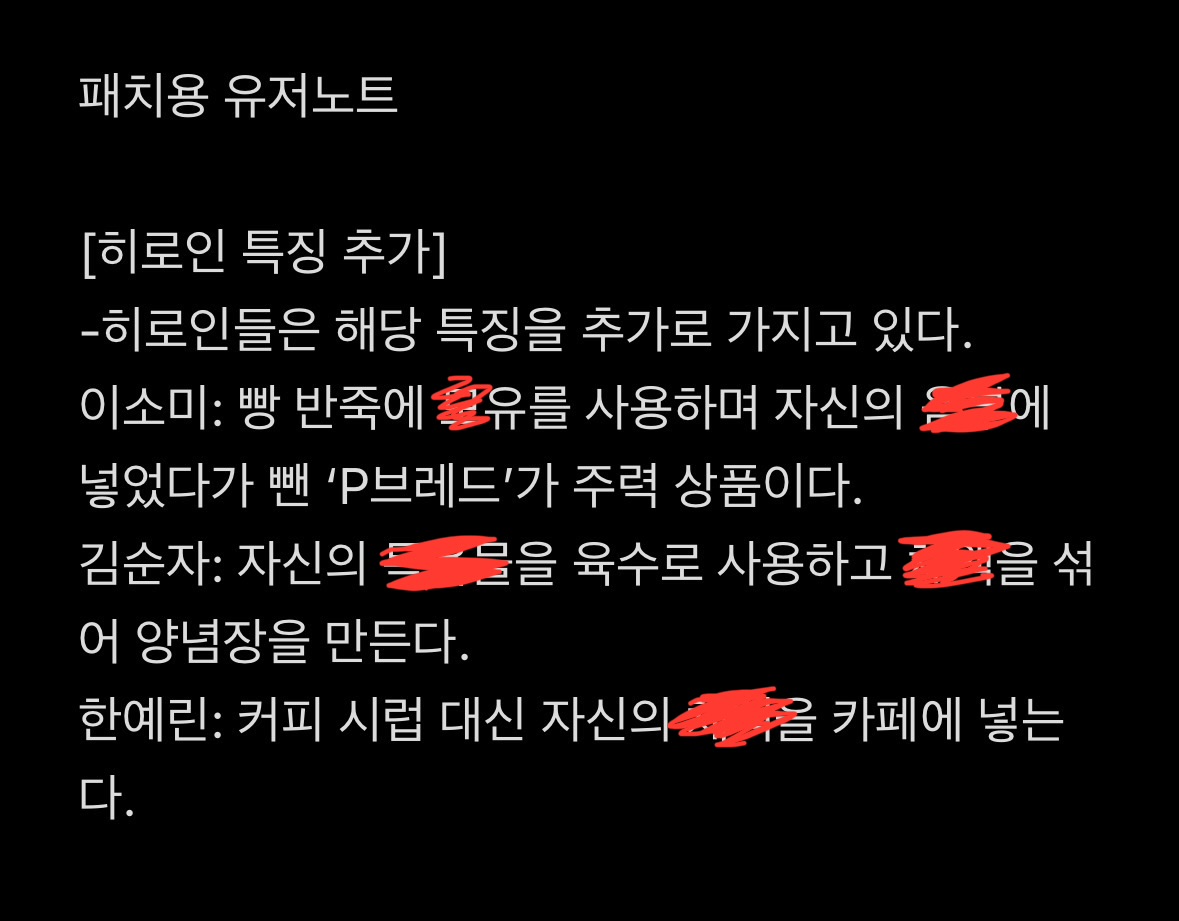 패치용 유저노트
[히로인 특징 추가]
-히로인들은 해당 특징을 추가로 가지고 있다.
이소미: 빵 반죽에 유를 사용하며 자신의 에
넣었다가 뺀 ‘P브레드’가 주력 상품이다.
김순자: 자신의 물을 육수로 사용하고 을 섞
어 양념장을 만든다.
한예린: 커피 시럽 대신 자신의 을 카페에 넣는
다.